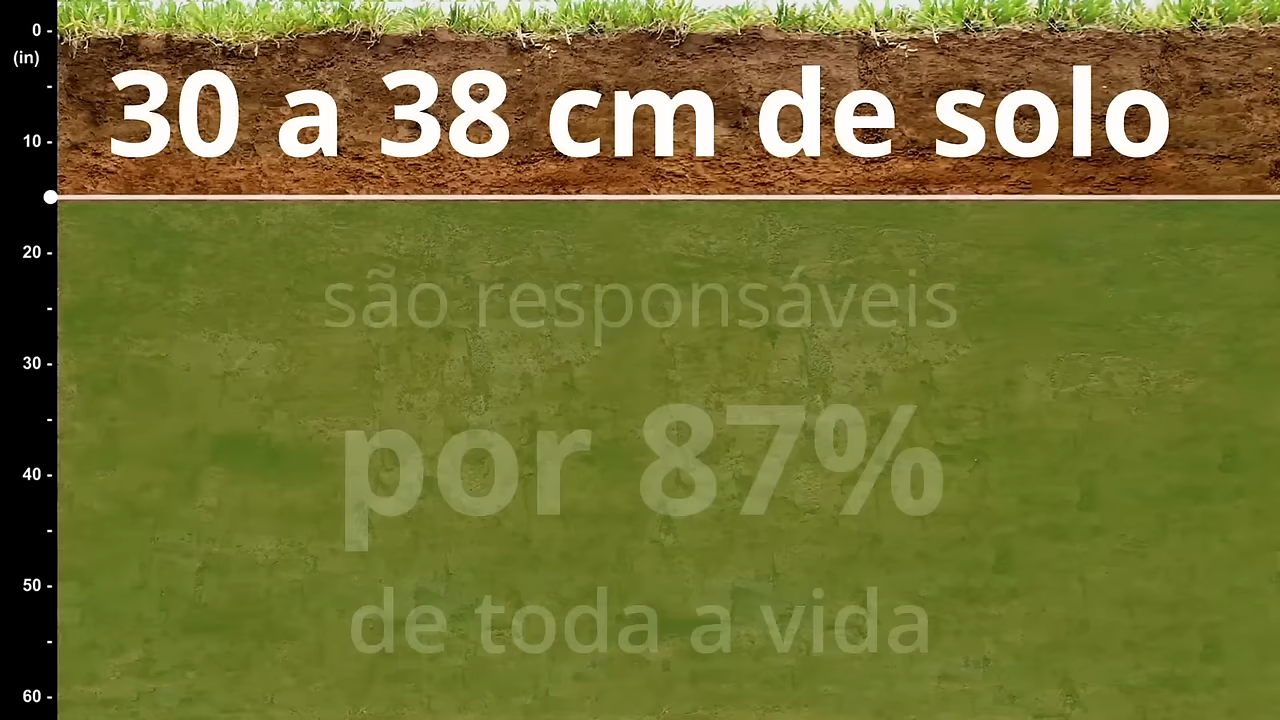 0 -
(in)
-
10 -
20 -
-
30 -
-
40 -
-
50 -
-
60 -
30 a 38 cm de solo
são responsáveis
por 87%
de toda a vida